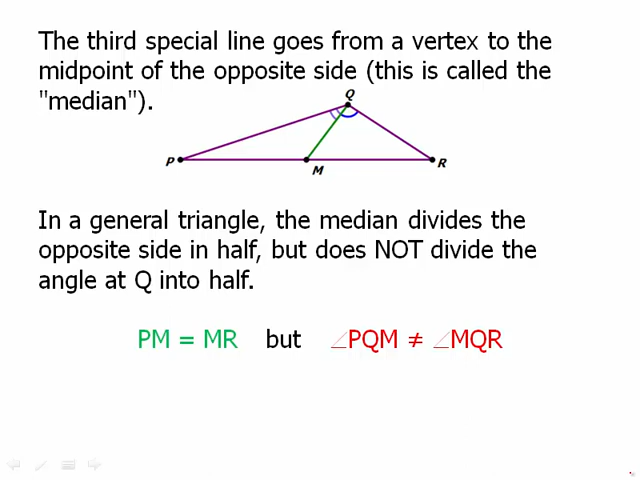 The third special line goes from a vertex to the
midpoint of the opposite side (this is called the
"median").
Q
P
M
R
In a general triangle, the median divides the
opposite side in half, but does NOT divide the
angle at Q into half.
PM = MR but ∠PQM ≠ ∠MQR